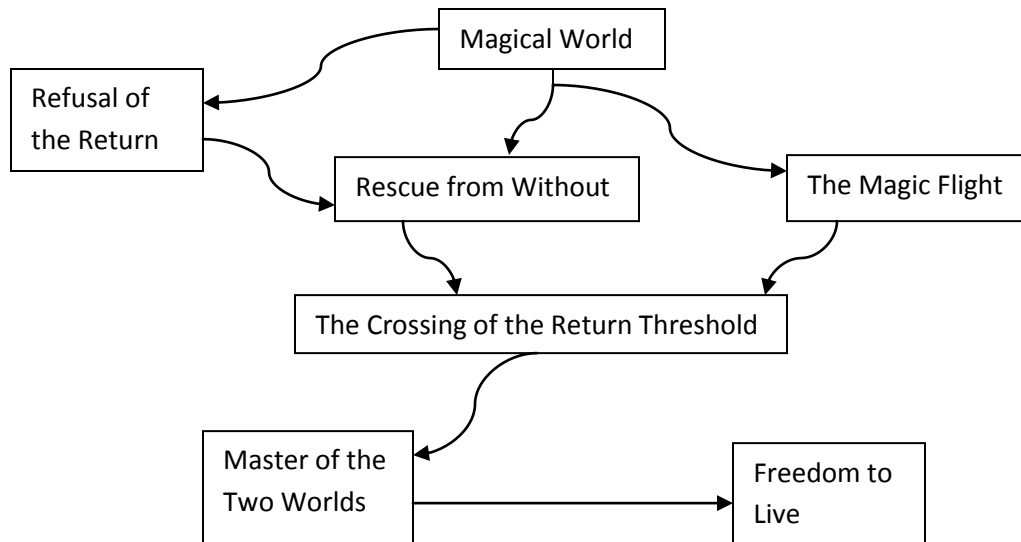 Magical World
Refusal of
the Return
Rescue from Without
The Magic Flight
The Crossing of the Return Threshold
Master of the
Two Worlds
Freedom to
Live